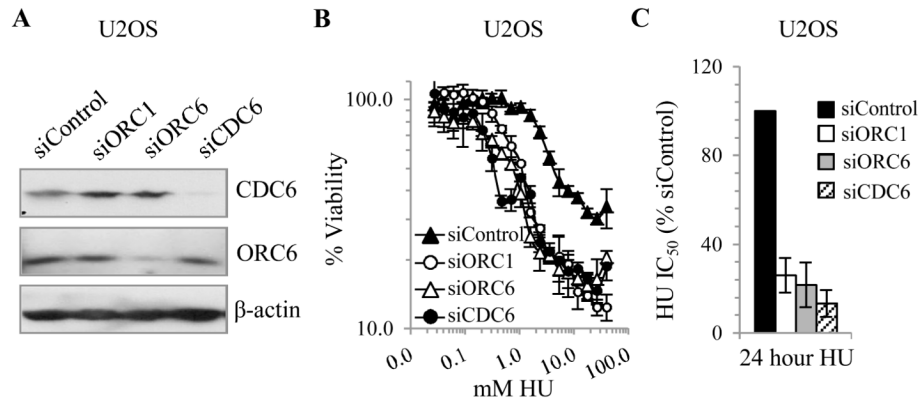 A
U2OS
siControl
siORC1
siORC6
siCDC6
CDC6
ORC6
β-actin
B
U2OS
% Viability
100.0
10.0
siControl
siORC1
siORC6
siCDC6
0.0
0.1
1.0
10.0
100.0
mM HU
C
U2OS
HU IC50 (% siControl)
120
80
40
0
siControl
siORC1
siORC6
siCDC6
24 hour HU